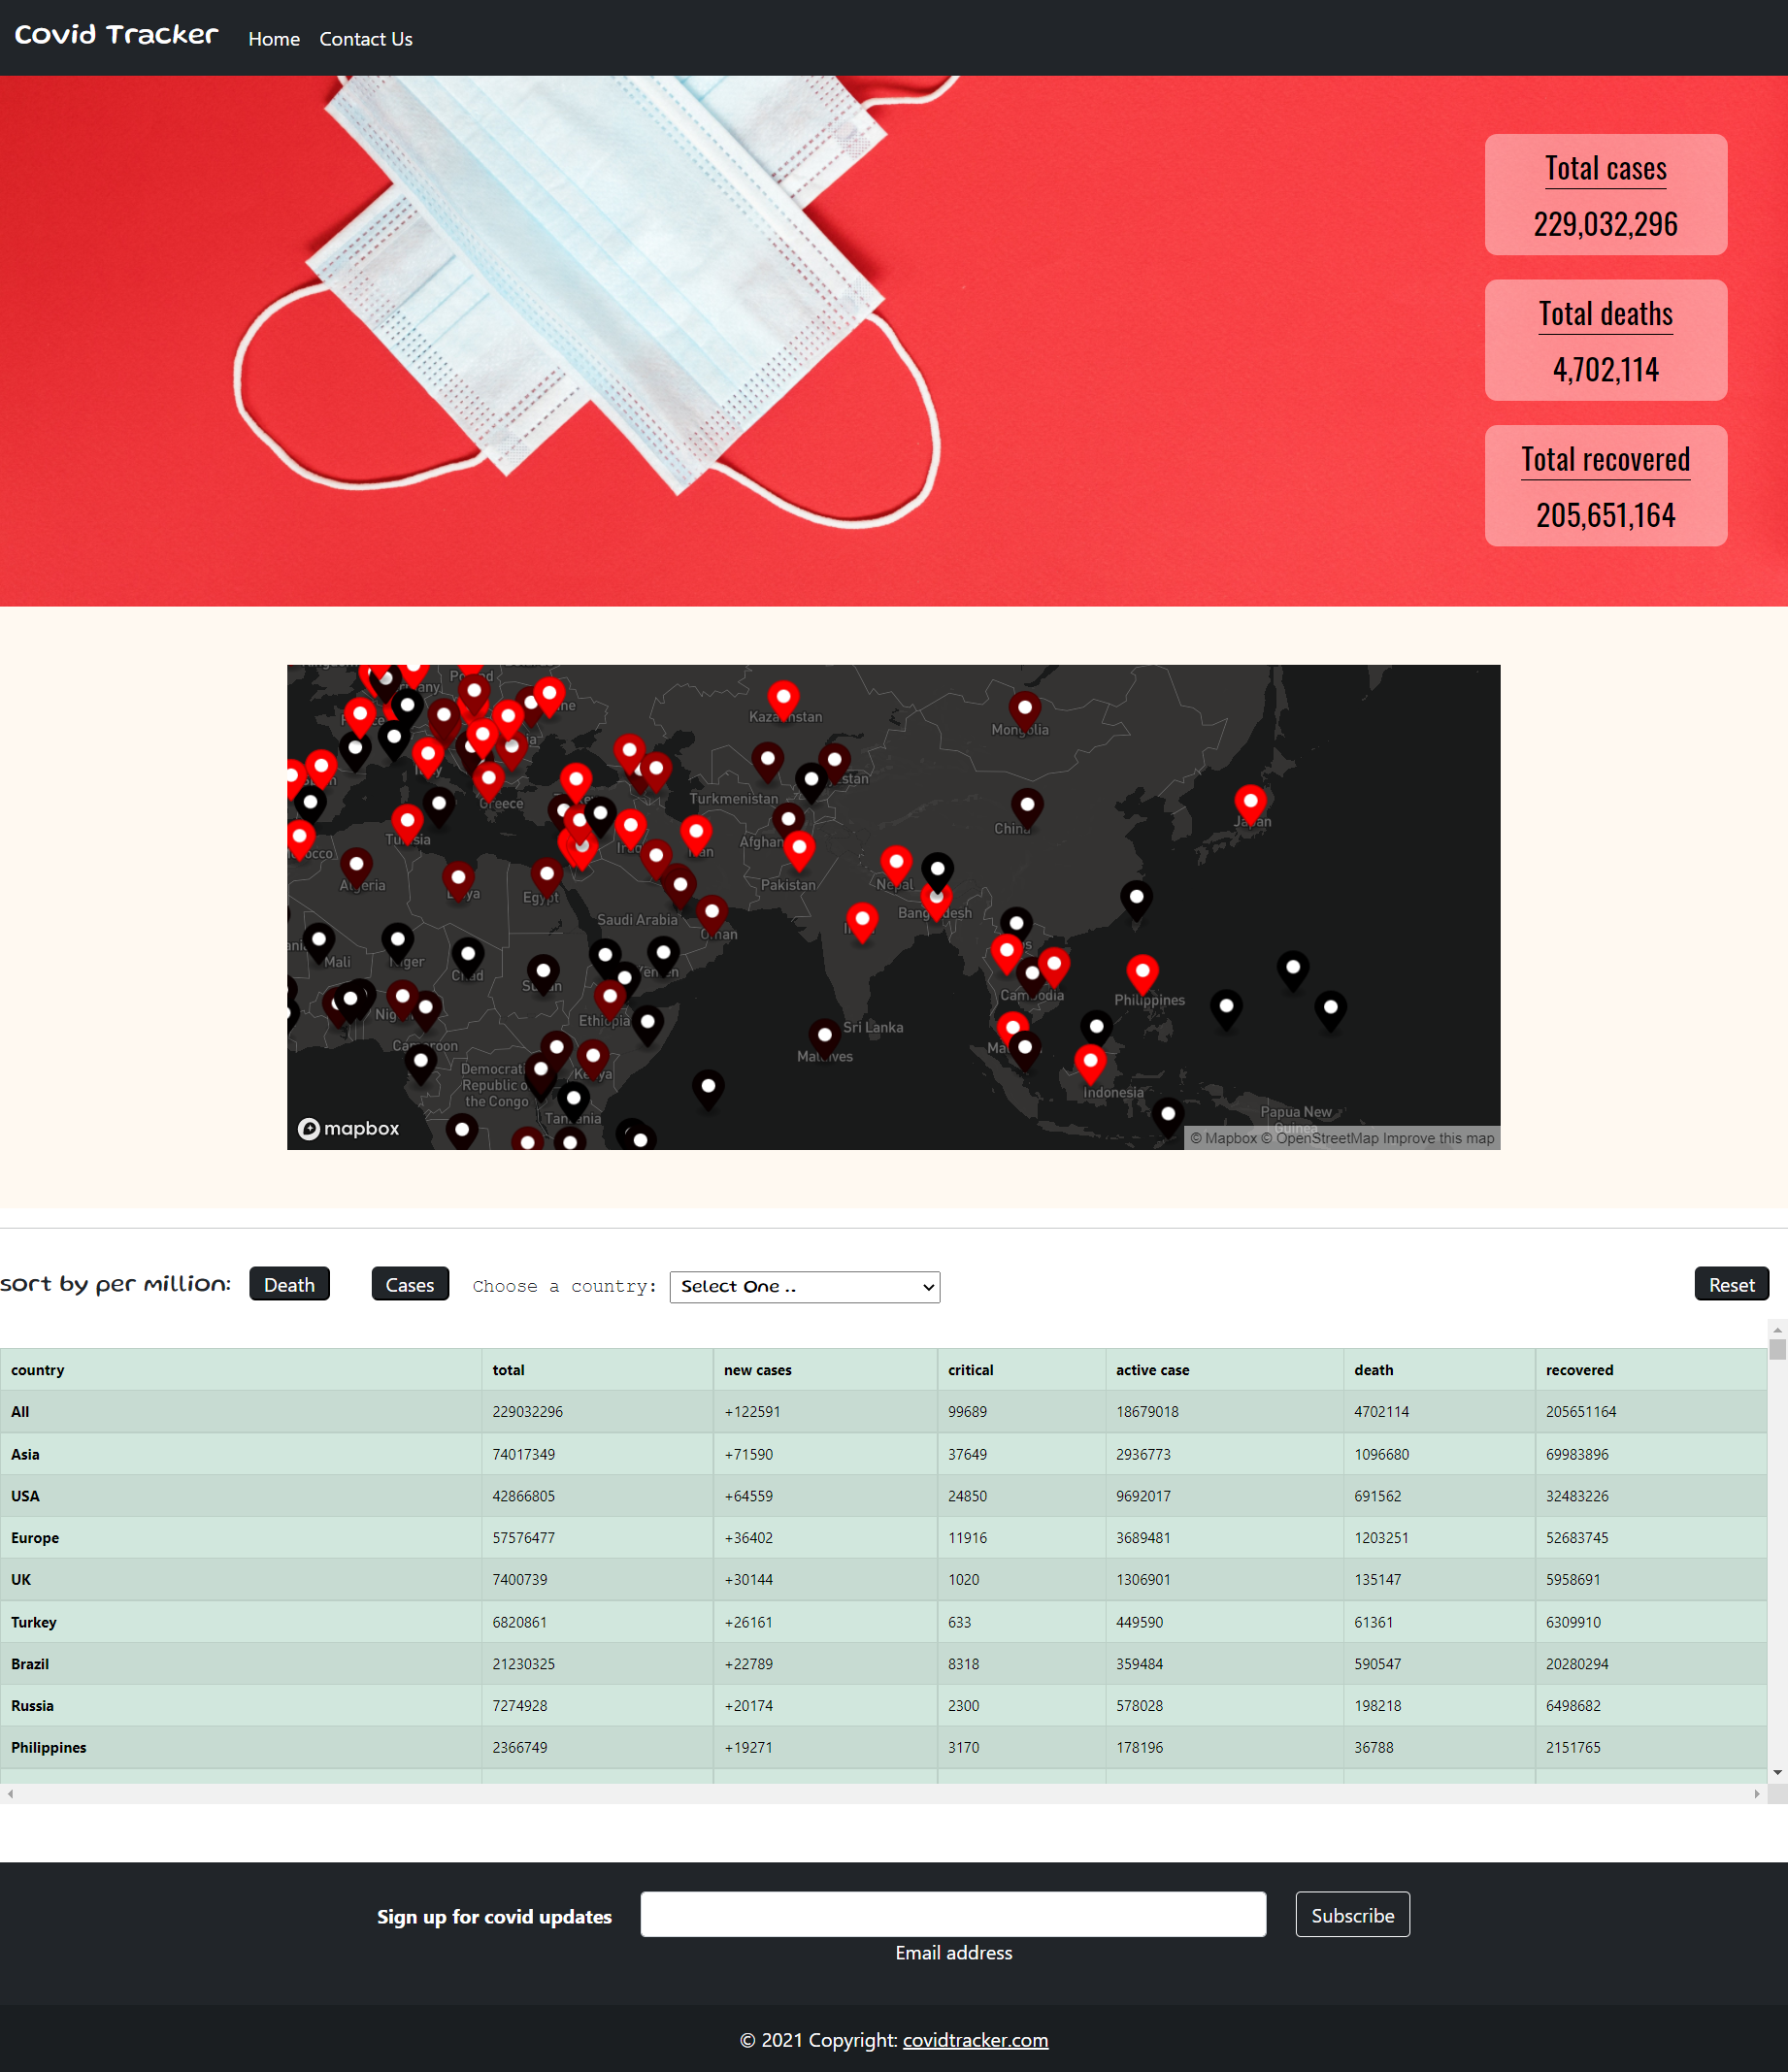 Covid Tracker Home Contact Us
Total cases
229,032,296
Total deaths
4,702,114
Total recovered
205,651,164
Kazakhstan
Mongolia
Turkmenistan
Greece
China
Japan
Tunisia
Algeria
Libya
Egypt
Pakistan
Nepal
Saudi Arabia
Bangladesh
Oman
Mali
Niger
Chad
Yemen
Sudan
Cambodia
Philippines
Ethiopia
Sri Lanka
Cameroon
Maldives
Kenya
Republic o
the Congo
Indonesia
Tanzania
Papua New
Guinea
mapbox
© Mapbox © OpenStreetMap Improve this map
sort by per million: Death Cases Choose a country: Select One .. Reset
country total new cases critical active case death recovered
All 229032296 +122591 99689 18679018 4702114 205651164
Asia 74017349 +71590 37649 2936773 1096680 69983896
USA 42866805 +64559 24850 9692017 691562 32483226
Europe 57576477 +36402 11916 3689481 1203251 52683745
UK 7400739 +30144 1020 1306901 135147 5958691
Turkey 6820861 +26161 633 449590 61361 6309910
Brazil 21230325 +22789 8318 359484 590547 20280294
Russia 7274928 +20174 2300 578028 198218 6498682
Philippines 2366749 +19271 3170 178196 36788 2151765
Sign up for covid updates Subscribe
Email address
© 2021 Copyright: covidtracker.com